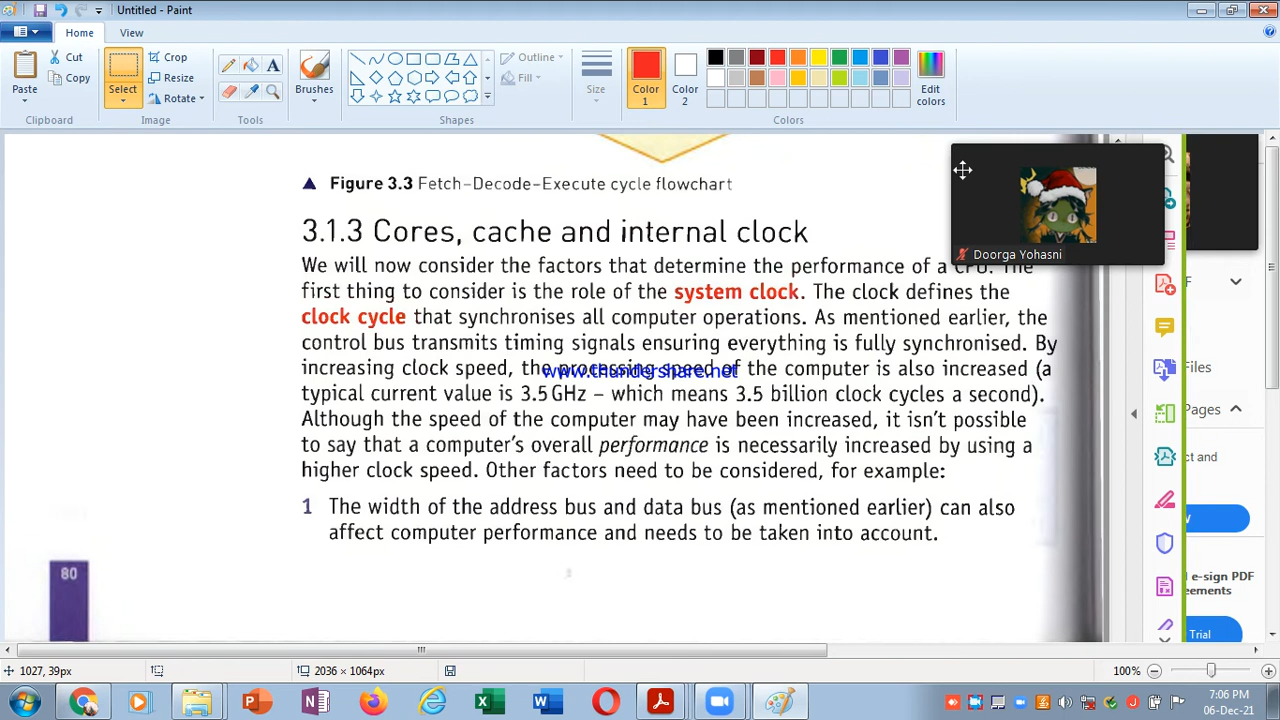 Untitled - Paint
Home
View
Paste
Cut
Copy
Clipboard
Select
Crop
Resize
Rotate
Image
Tools
Brushes
Outline
Fill
Shapes
Size
Color
1
Color
2
Edit
colors
Colors
Figure 3.3 Fetch–Decode–Execute cycle flowchart
3.1.3 Cores, cache and internal clock
We will now consider the factors that determine the performance of a CPU. The
first thing to consider is the role of the system clock. The clock defines the
clock cycle that synchronises all computer operations. As mentioned earlier, the
control bus transmits timing signals ensuring everything is fully synchronised. By
increasing clock speed, the processing speed of the computer is also increased (a
www.thundershare.net
typical current value is 3.5 GHz – which means 3.5 billion clock cycles a second).
Although the speed of the computer may have been increased, it isn't possible
to say that a computer's overall performance is necessarily increased by using a
higher clock speed. Other factors need to be considered, for example:
1 The width of the address bus and data bus (as mentioned earlier) can also
affect computer performance and needs to be taken into account.
80
Doorga Yohasni
F
Files
Pages
ct and
y
l e-sign PDF
eements
Trial
1027, 39px
2036 × 1064px
100%
7:06 PM
06-Dec-21